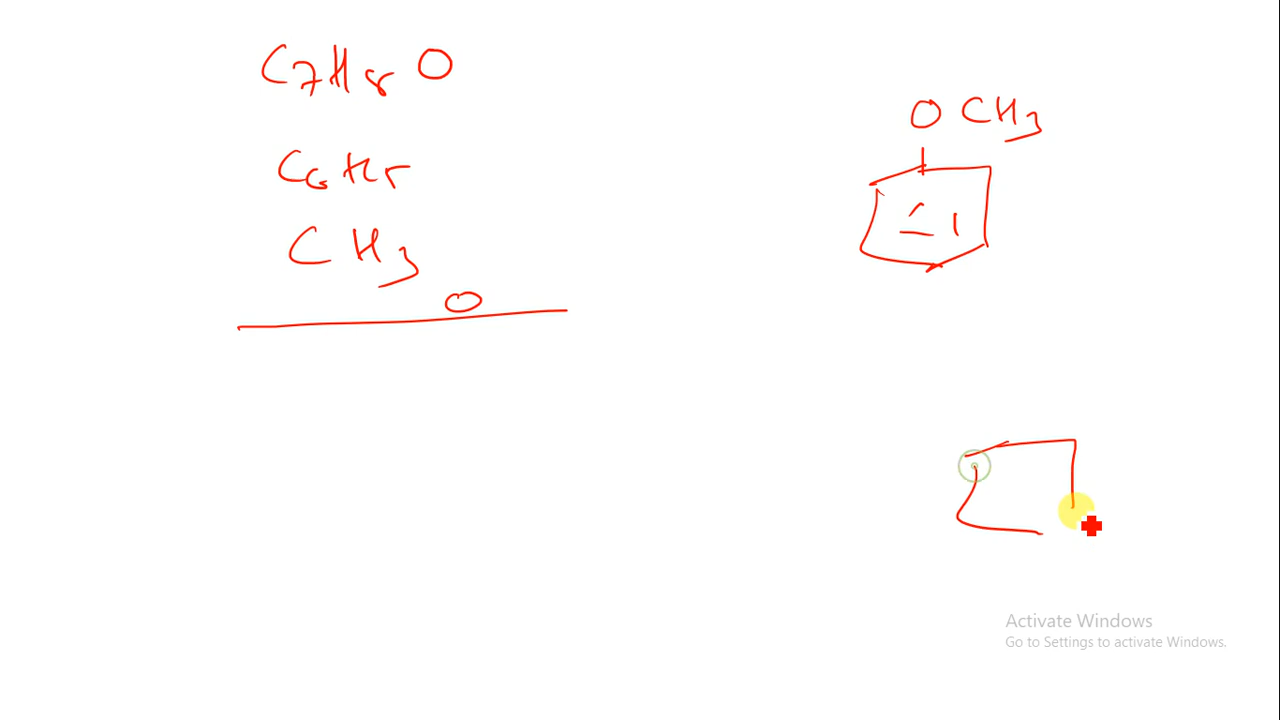 C7H8O
C6H5
CH3
O
OCH3
Activate Windows
Go to Settings to activate Windows.